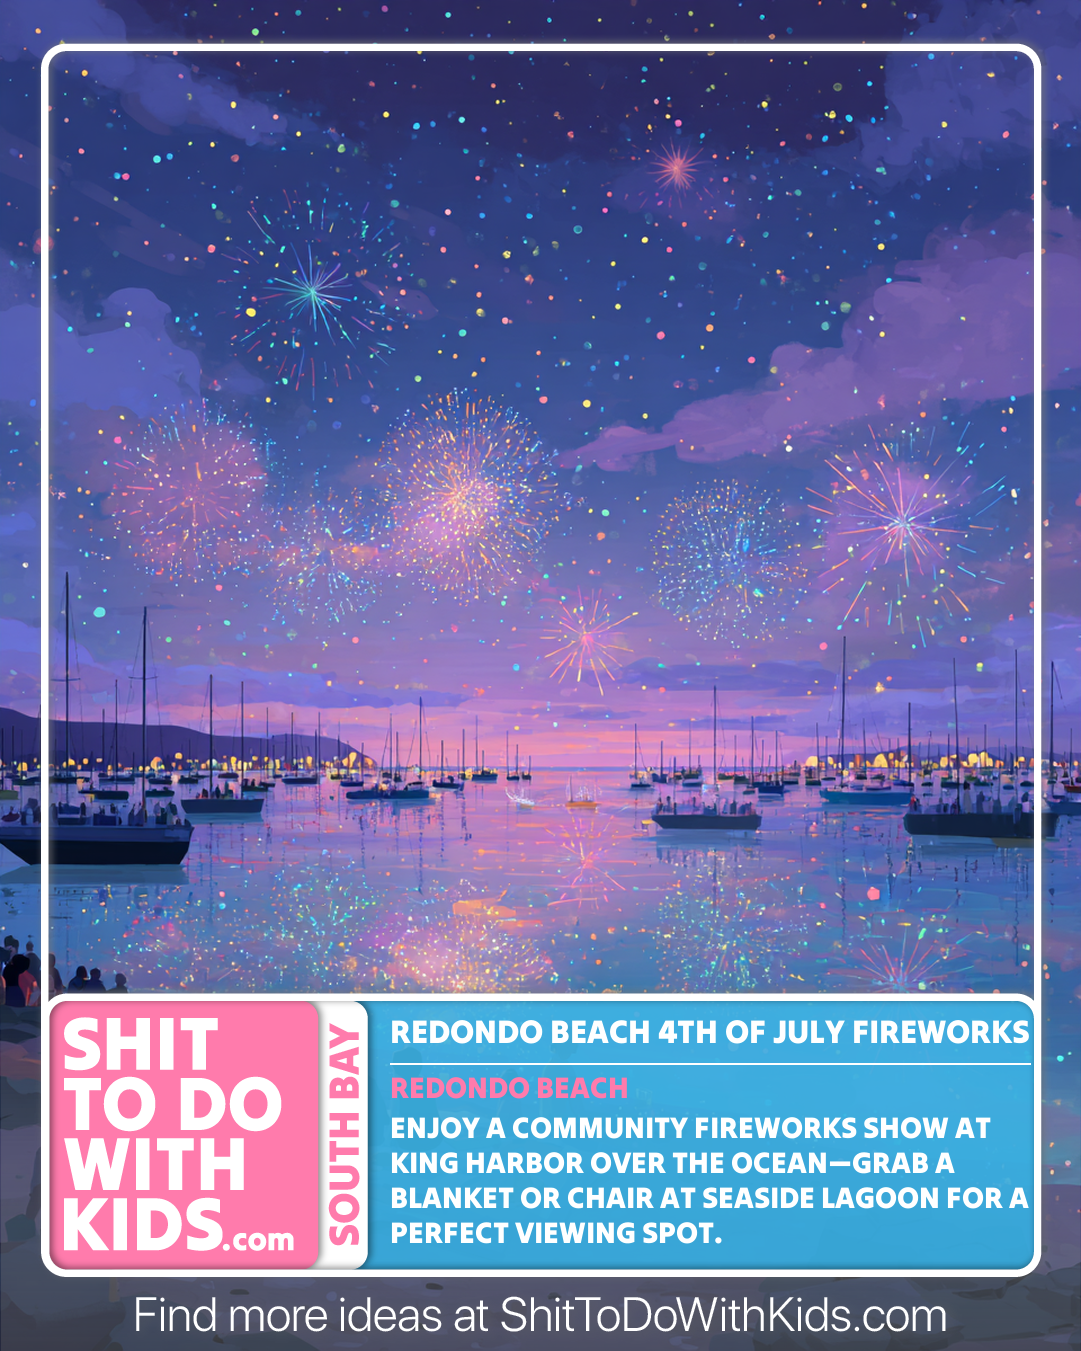 SHIT
TO DO
WITH
KIDS.com
SOUTH BAY
REDONDO BEACH 4TH OF JULY FIREWORKS
REDONDO BEACH
ENJOY A COMMUNITY FIREWORKS SHOW AT
KING HARBOR OVER THE OCEAN—GRAB A
BLANKET OR CHAIR AT SEASIDE LAGOON FOR A
PERFECT VIEWING SPOT.
Find more ideas at ShitToDoWithKids.com